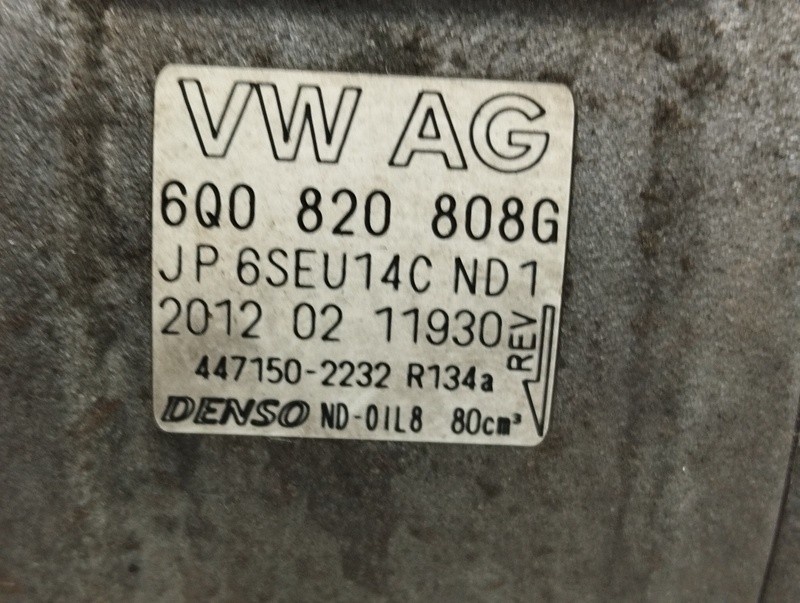 VW AG
6Q0 820 808G
JP 6SEU14C ND1
2012 02 11930
REV
447150-2232 R134a
DENSO ND-OIL8 80cm³